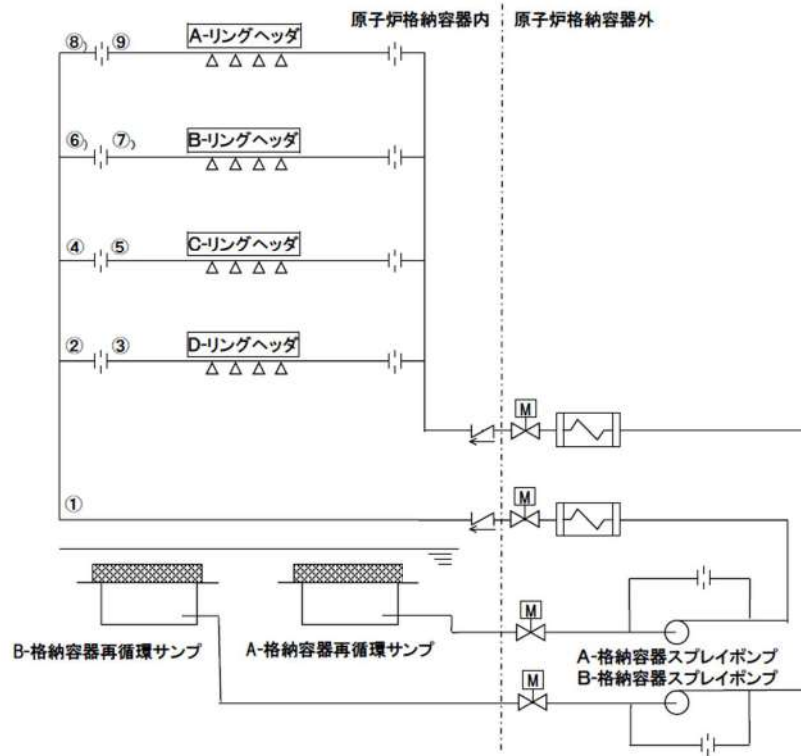 原子炉格納容器内 原子炉格納容器外
⑧) ⑨ A-リングヘッダ
⑥) ⑦) B-リングヘッダ
④ ⑤ C-リングヘッダ
② ③ D-リングヘッダ
M
①
M
M
B-格納容器再循環サンプ A-格納容器再循環サンプ
A-格納容器スプレイポンプ
B-格納容器スプレイポンプ
M